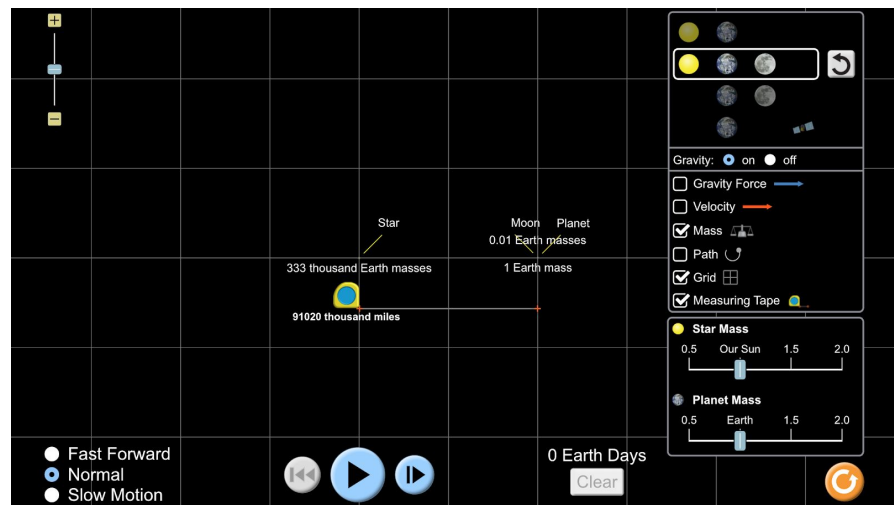 Gravity: on off
Gravity Force
Velocity
Mass
Path
Grid
Measuring Tape
Star Mass
0.5 Our Sun 1.5 2.0
Planet Mass
0.5 Earth 1.5 2.0
Star
Moon Planet
0.01 Earth masses
333 thousand Earth masses
1 Earth mass
91020 thousand miles
Fast Forward
Normal
Slow Motion
0 Earth Days
Clear